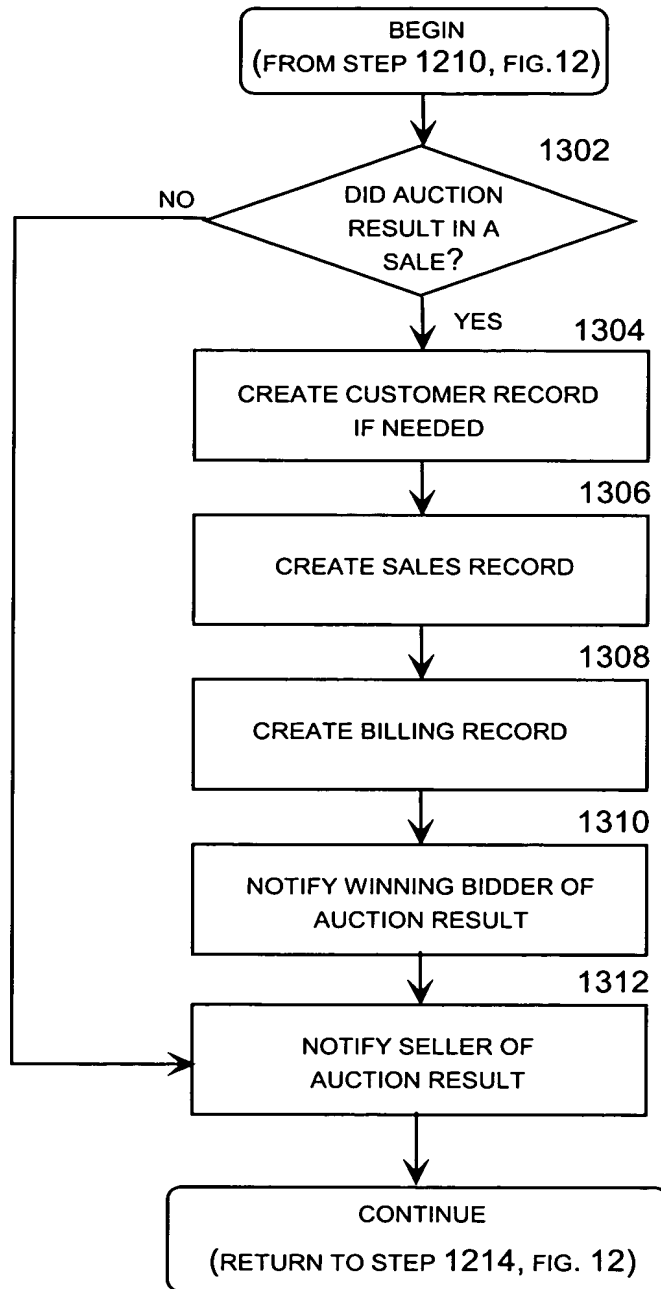 BEGIN
(FROM STEP 1210, FIG.12)
1302
NO
DID AUCTION
RESULT IN A
SALE?
YES
1304
CREATE CUSTOMER RECORD
IF NEEDED
1306
CREATE SALES RECORD
1308
CREATE BILLING RECORD
1310
NOTIFY WINNING BIDDER OF
AUCTION RESULT
1312
NOTIFY SELLER OF
AUCTION RESULT
CONTINUE
(RETURN TO STEP 1214, FIG. 12)